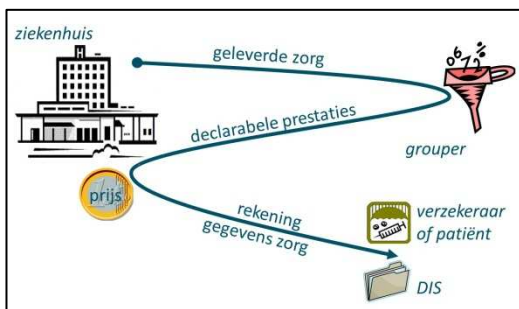 ziekenhuis
geleverde zorg
declarabele prestaties
grouper
prijs
rekening
gegevens zorg
verzekeraar
of patiënt
DIS